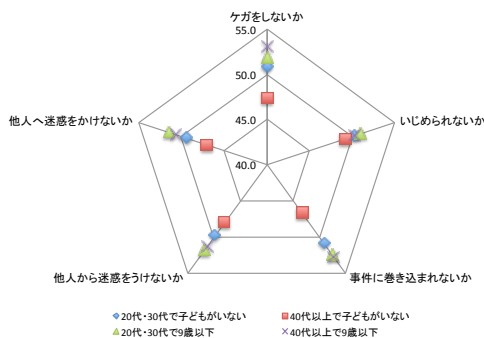 ケガをしないか
55.0
50.0
45.0
40.0
他人へ迷惑をかけないか
いじめられないか
他人から迷惑をうけないか
事件に巻き込まれないか
20代・30代で子どもがいない
40代以上で子どもがいない
20代・30代で9歳以下
40代以上で9歳以下